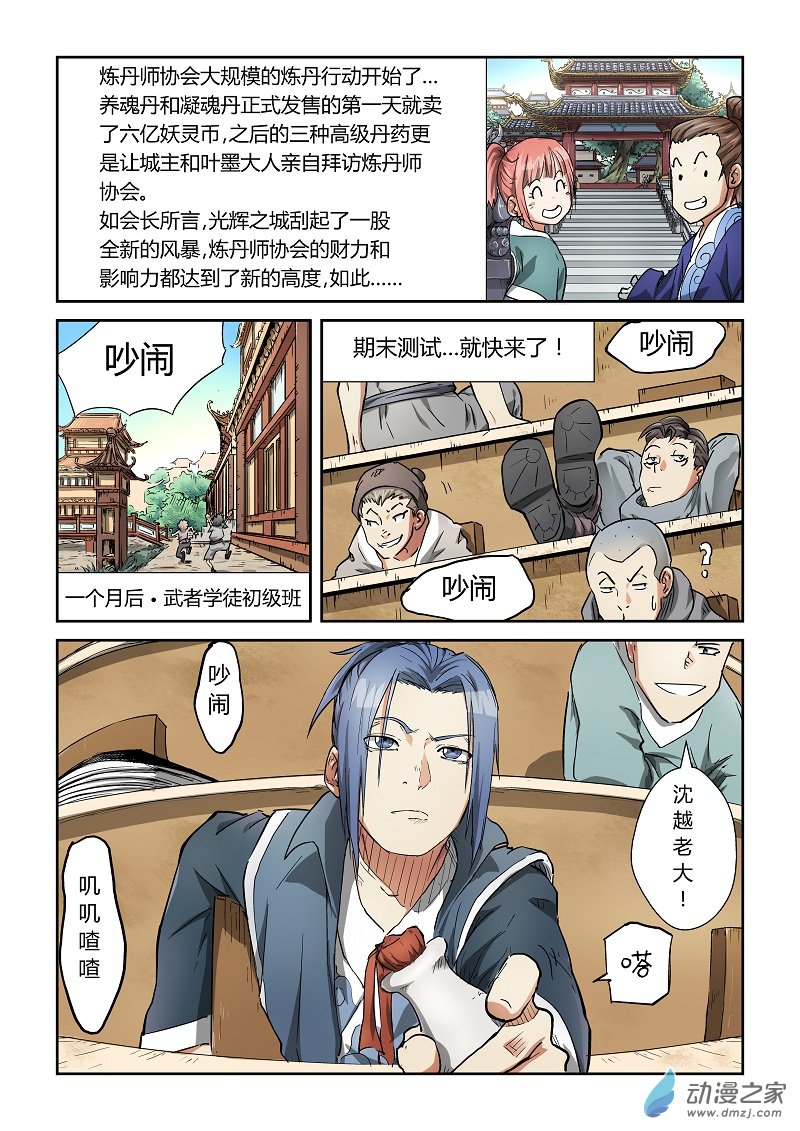 炼丹师协会大规模的炼丹行动开始了...
养魂丹和凝魂丹正式发售的第一天就卖
了六亿妖灵币,之后的三种高级丹药更
是让城主和叶墨大人亲自拜访炼丹师
协会。
如会长所言,光辉之城刮起了一股
全新的风暴,炼丹师协会的财力和
影响力都达到了新的高度,如此……
吵闹
一个月后·武者学徒初级班
期末测试...就快来了!
吵闹
吵闹
?
吵闹
沈越老大!
叽叽喳喳
嗒
动漫之家
www.dmzj.com